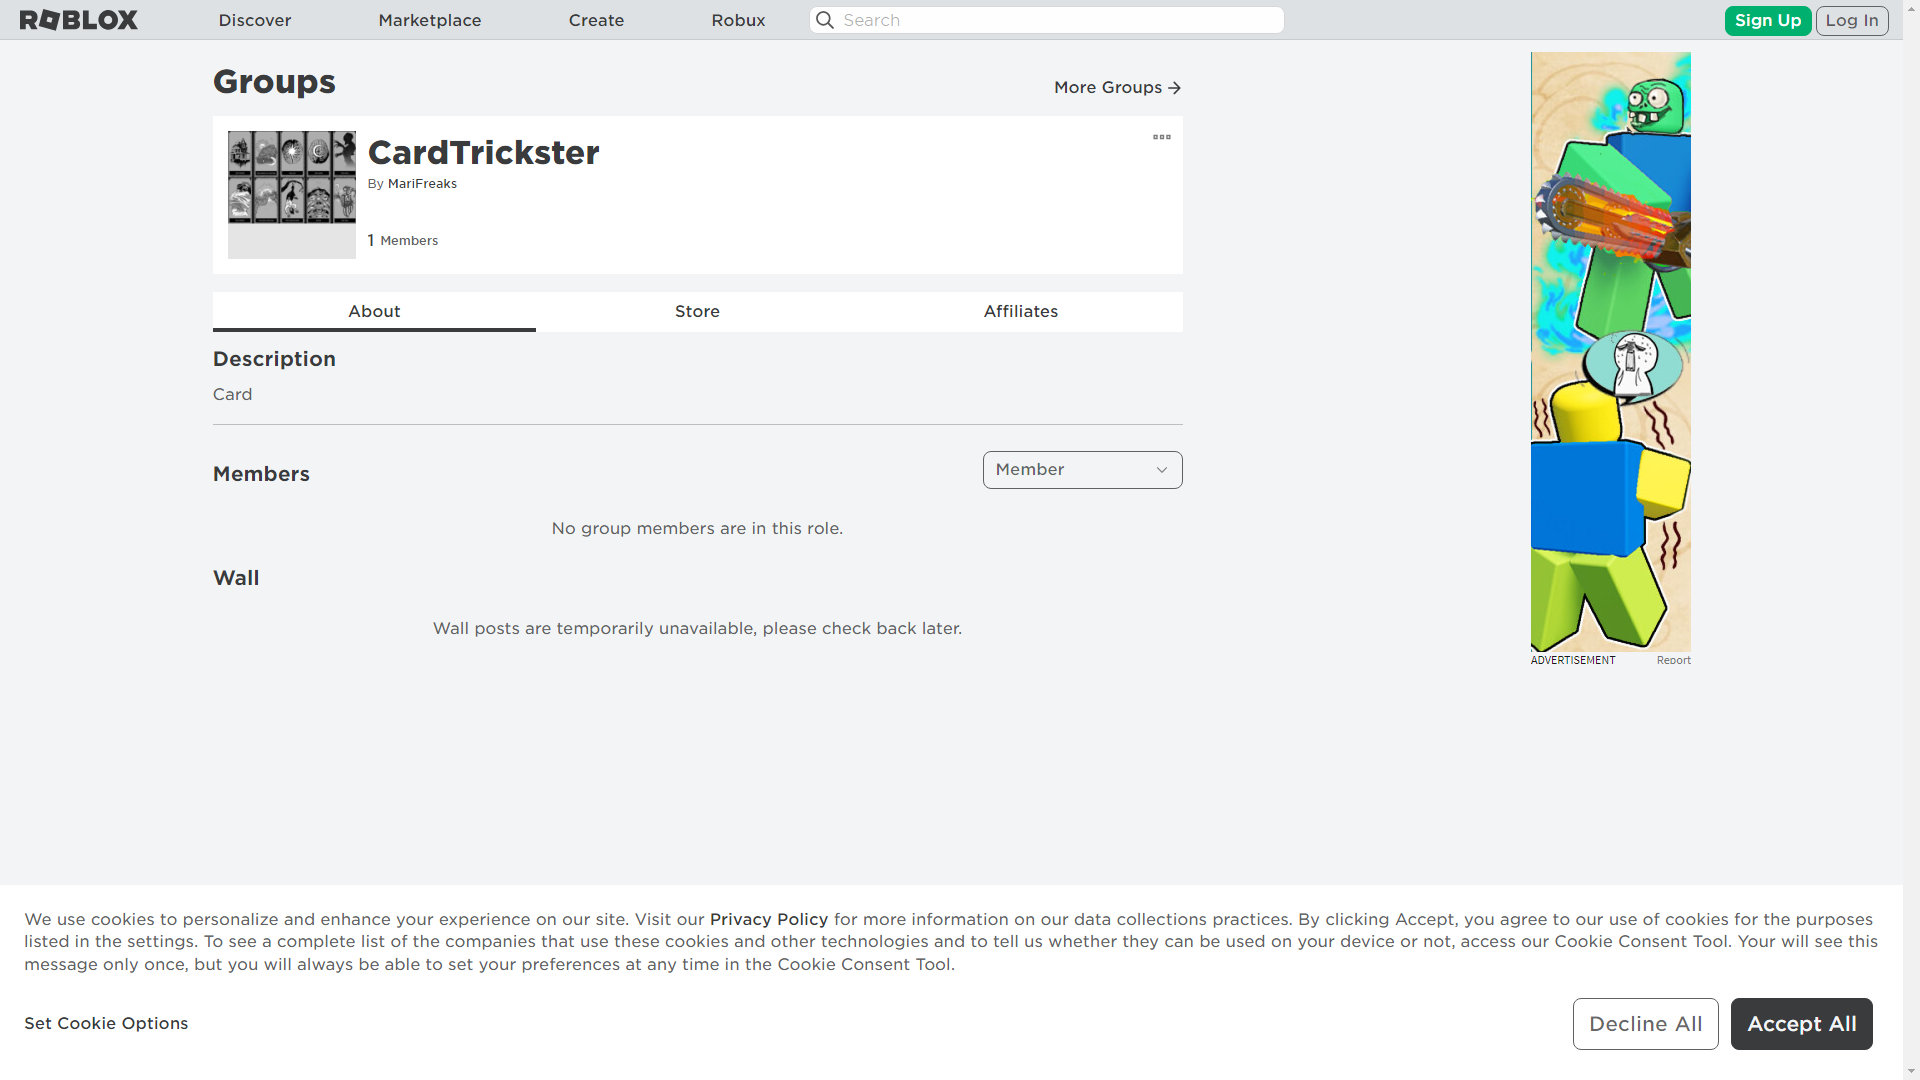 ROBLOX
Discover
Marketplace
Create
Robux
Search
Sign Up
Log In
Groups
More Groups
CardTrickster
By MariFreaks
1 Members
About
Store
Affiliates
Description
Card
Members
Member
No group members are in this role.
Wall
Wall posts are temporarily unavailable, please check back later.
ADVERTISEMENT
Report
We use cookies to personalize and enhance your experience on our site. Visit our Privacy Policy for more information on our data collections practices. By clicking Accept, you agree to our use of cookies for the purposes
listed in the settings. To see a complete list of the companies that use these cookies and other technologies and to tell us whether they can be used on your device or not, access our Cookie Consent Tool. Your will see this
message only once, but you will always be able to set your preferences at any time in the Cookie Consent Tool.
Set Cookie Options
Decline All
Accept All